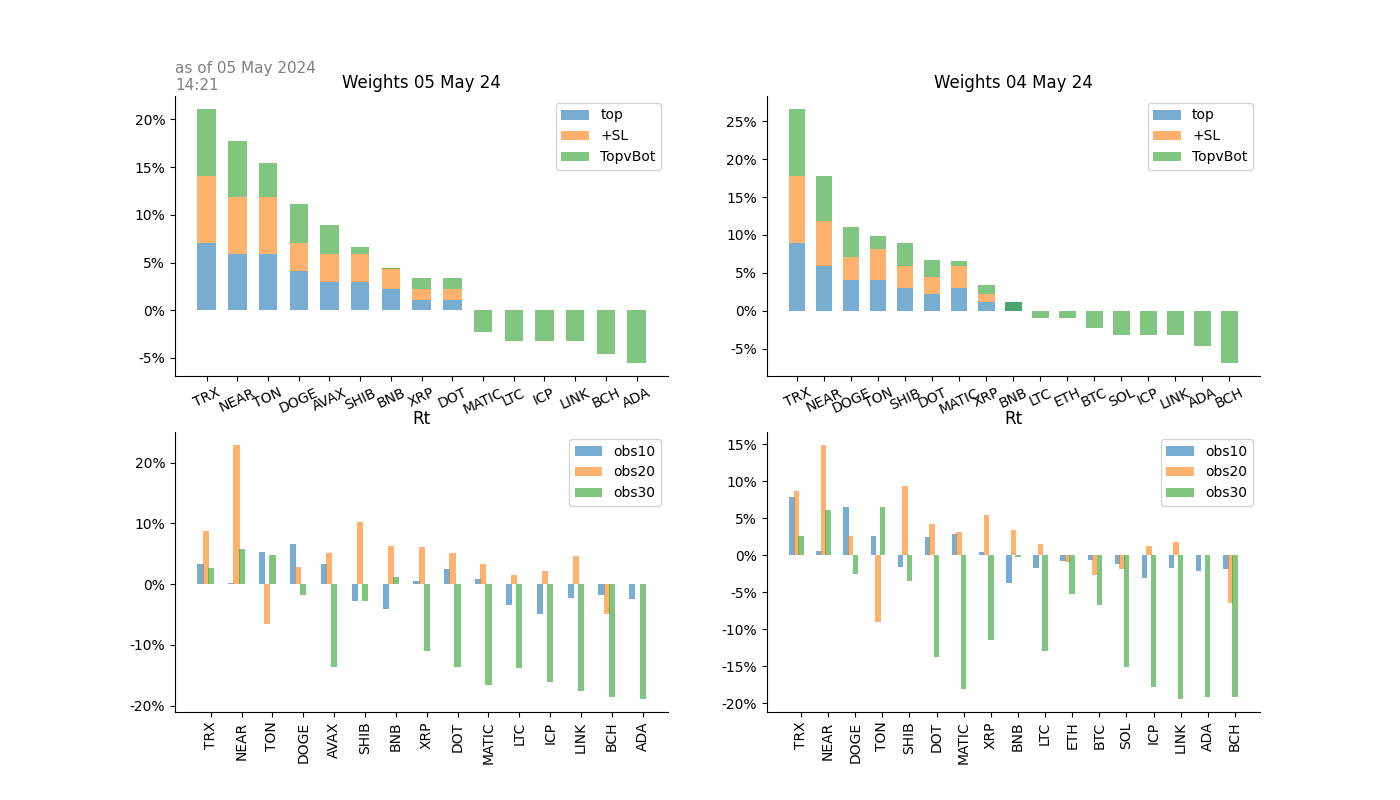 as of 05 May 2024
14:21
Weights 05 May 24
20%
15%
10%
5%
0%
-5%
top
+SL
TopvBot
TRX NEAR TON DOGE AVAX SHIB BNB XRP DOT MATIC LTC ICP LINK BCH ADA
Weights 04 May 24
25%
20%
15%
10%
5%
0%
-5%
top
+SL
TopvBot
TRX NEAR DOGE TON SHIB DOT MATIC XRP BNB LTC ETH BTC SOL ICP LINK ADA BCH
Rt
20%
10%
0%
-10%
-20%
obs10
obs20
obs30
TRX NEAR TON DOGE AVAX SHIB BNB XRP DOT MATIC LTC ICP LINK BCH ADA
Rt
15%
10%
5%
0%
-5%
-10%
-15%
-20%
obs10
obs20
obs30
TRX NEAR DOGE TON SHIB DOT MATIC XRP BNB LTC ETH BTC SOL ICP LINK ADA BCH